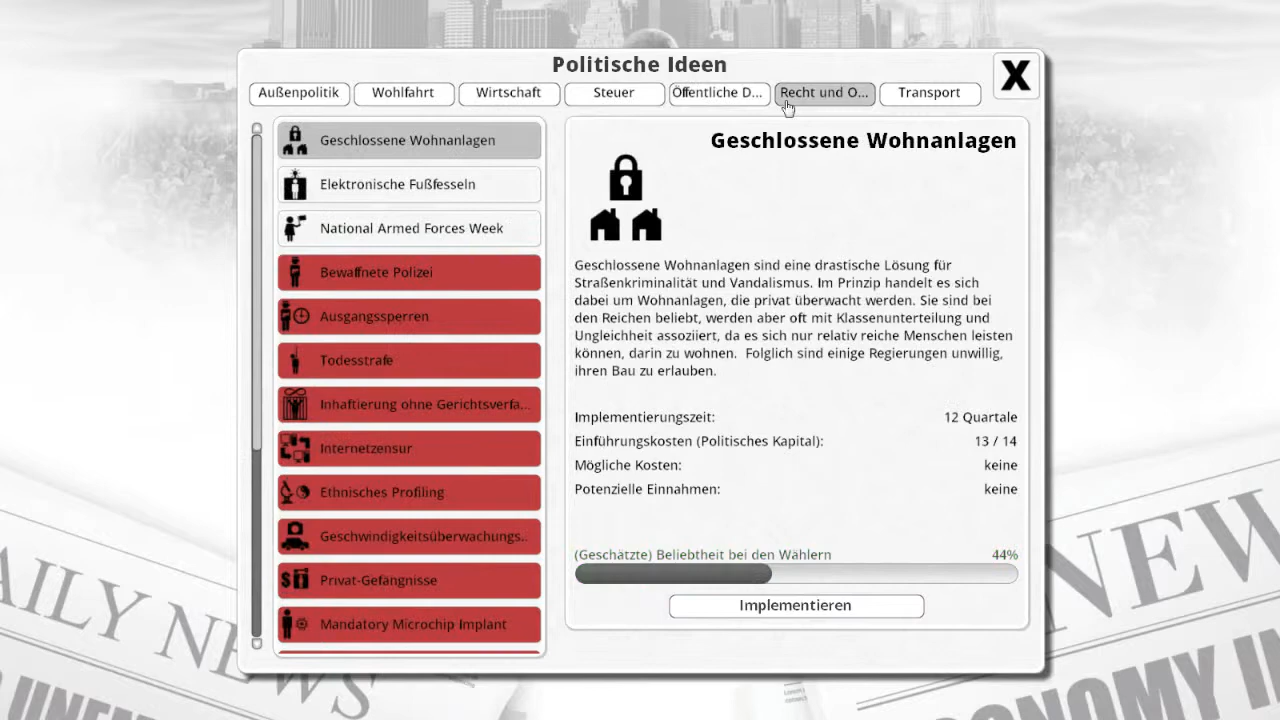 Politische Ideen
X
Außenpolitik
Wohlfahrt
Wirtschaft
Steuer
Öffentliche D...
Recht und O...
Transport
Geschlossene Wohnanlagen
Elektronische Fußfesseln
National Armed Forces Week
Bewaffnete Polizei
Ausgangssperren
Todesstrafe
Inhaftierung ohne Gerichtsverfa...
Internetzensur
Ethnisches Profiling
Geschwindigkeitsüberwachungs..
Privat-Gefängnisse
Mandatory Microchip Implant
Geschlossene Wohnanlagen
Geschlossene Wohnanlagen sind eine drastische Lösung für
Straßenkriminalität und Vandalismus. Im Prinzip handelt es sich
dabei um Wohnanlagen, die privat überwacht werden. Sie sind bei
den Reichen beliebt, werden aber oft mit Klassenunterteilung und
Ungleichheit assoziiert, da es sich nur relativ reiche Menschen leisten
können, darin zu wohnen. Folglich sind einige Regierungen unwillig,
ihren Bau zu erlauben.
Implementierungszeit: 12 Quartale
Einführungskosten (Politisches Kapital): 13 / 14
Mögliche Kosten: keine
Potenzielle Einnahmen: keine
(Geschätzte) Beliebtheit bei den Wählern 44%
Implementieren
AILY NEWS
NEW
ONOMY I